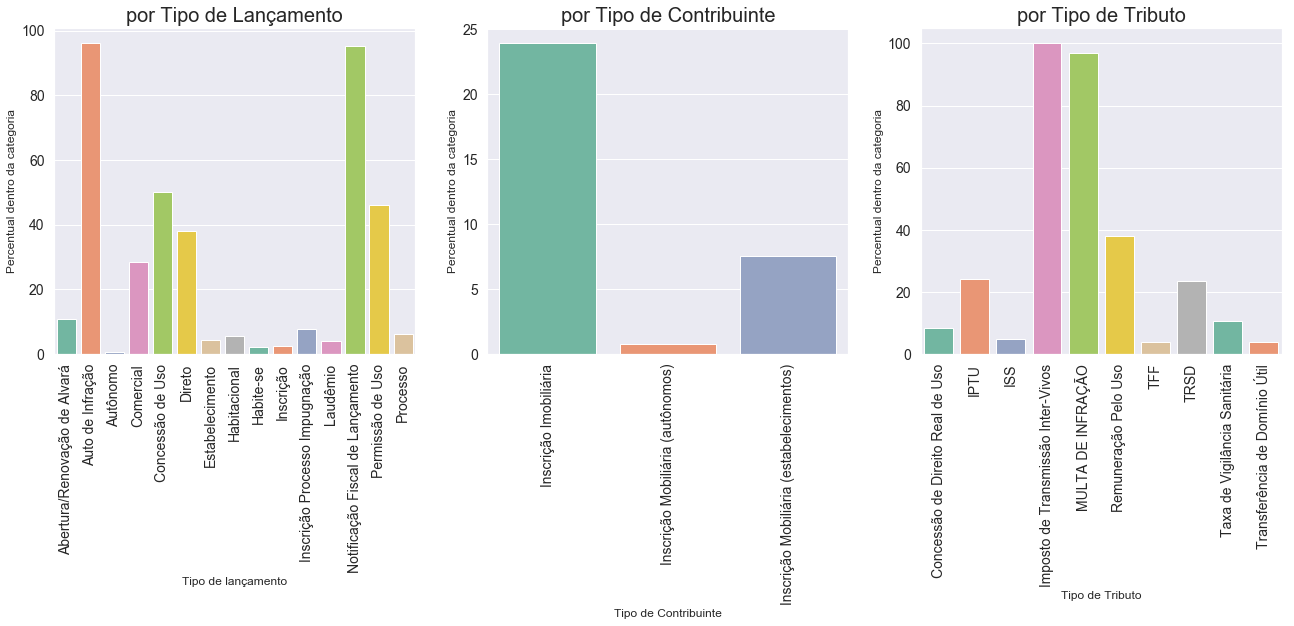 por Tipo de Lançamento
Percentual dentro da categoria
100
80
60
40
20
0
Abertura/Renovação de Alvará
Auto de Infração
Autônomo
Comercial
Concessão de Uso
Direto
Estabelecimento
Habitacional
Habite-se
Inscrição
Inscrição Processo Impugnação
Laudêmio
Notificação Fiscal de Lançamento
Permissão de Uso
Processo
Tipo de lançamento
por Tipo de Contribuinte
Percentual dentro da categoria
25
20
15
10
5
0
Inscrição Imobiliária
Inscrição Mobiliária (autônomos)
Inscrição Mobiliária (estabelecimentos)
Tipo de Contribuinte
por Tipo de Tributo
Percentual dentro da categoria
100
80
60
40
20
0
Concessão de Direito Real de Uso
IPTU
ISS
Imposto de Transmissão Inter-Vivos
MULTA DE INFRAÇÃO
Remuneração Pelo Uso
TFF
TRSD
Taxa de Vigilância Sanitária
Transferência de Domínio Útil
Tipo de Tributo